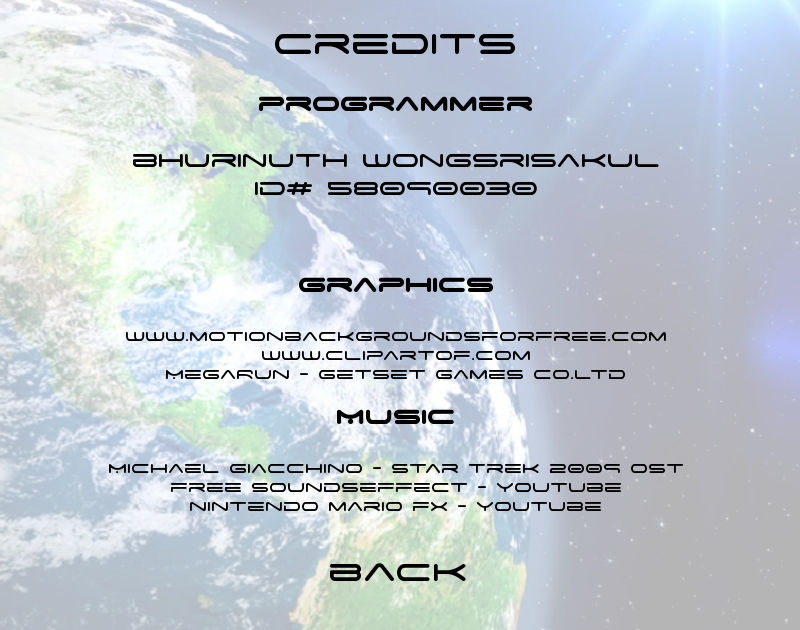 CREDITS
PROGRAMMER
BHURINUTH WONGSRISAKUL
ID# 58090030
GRAPHICS
WWW.MOTIONBACKGROUNDSFORFREE.COM
WWW.CLIPARTOF.COM
MEGARUN - GETSET GAMES CO.LTD
MUSIC
MICHAEL GIACCHINO - STAR TREK 2009 OST
FREE SOUNDSEFFECT - YOUTUBE
NINTENDO MARIO FX - YOUTUBE
BACK